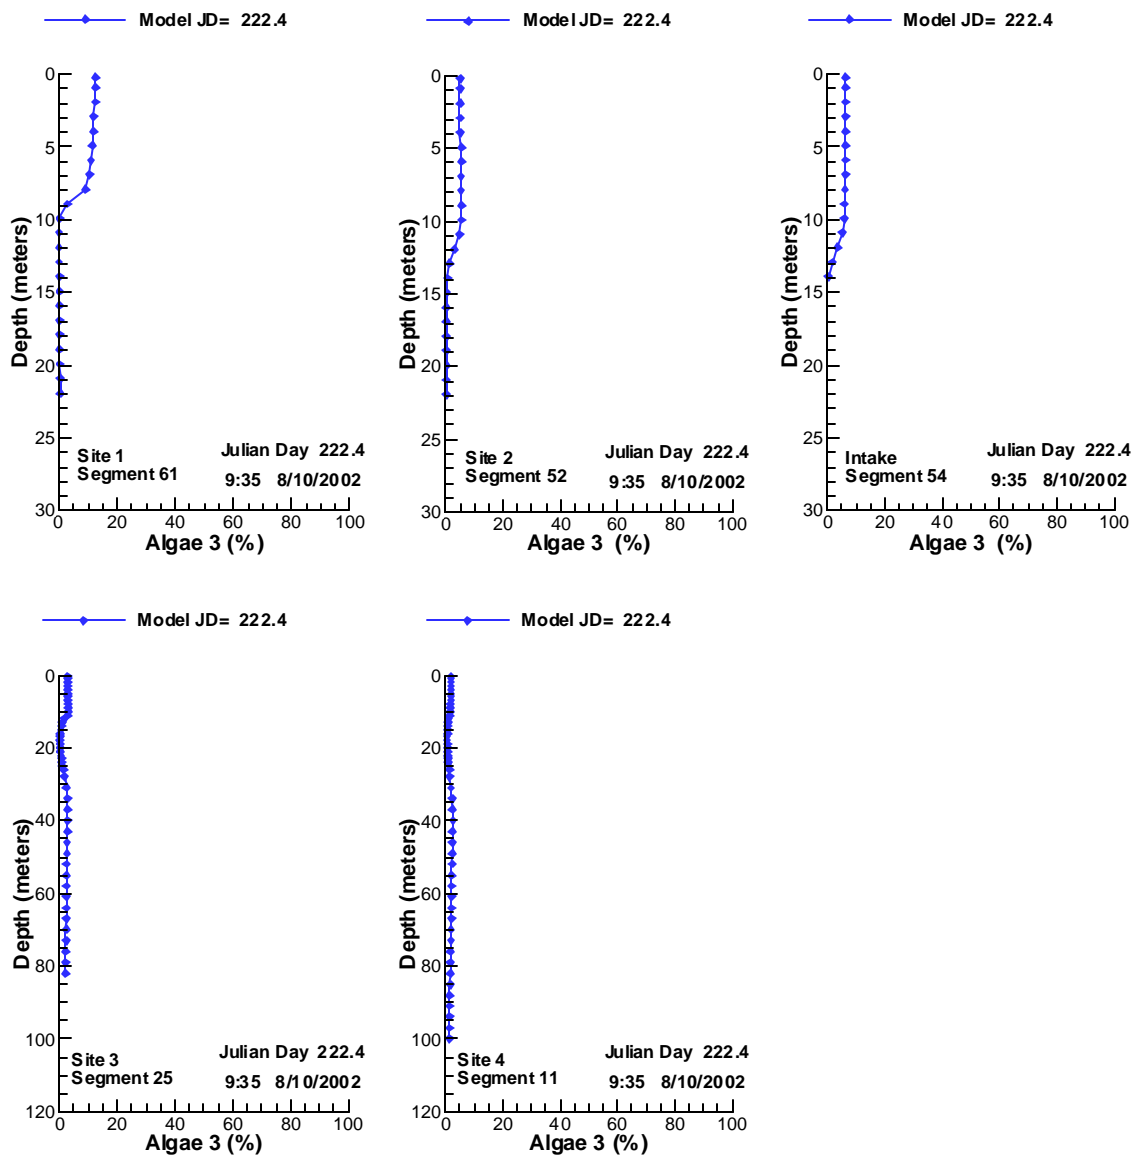 Model JD= 222.4
0
5
10
15
20
25
30
Depth (meters)
Site 1
Segment 61
Julian Day 222.4
9:35 8/10/2002
0 20 40 60 80 100
Algae 3 (%)
Model JD= 222.4
0
5
10
15
20
25
30
Depth (meters)
Site 2
Segment 52
Julian Day 222.4
9:35 8/10/2002
0 20 40 60 80 100
Algae 3 (%)
Model JD= 222.4
0
5
10
15
20
25
30
Depth (meters)
Intake
Segment 54
Julian Day 222.4
9:35 8/10/2002
0 20 40 60 80 100
Algae 3 (%)
Model JD= 222.4
0
20
40
60
80
100
120
Depth (meters)
Site 3
Segment 25
Julian Day 222.4
9:35 8/10/2002
0 20 40 60 80 100
Algae 3 (%)
Model JD= 222.4
0
20
40
60
80
100
120
Depth (meters)
Site 4
Segment 11
Julian Day 222.4
9:35 8/10/2002
0 20 40 60 80 100
Algae 3 (%)